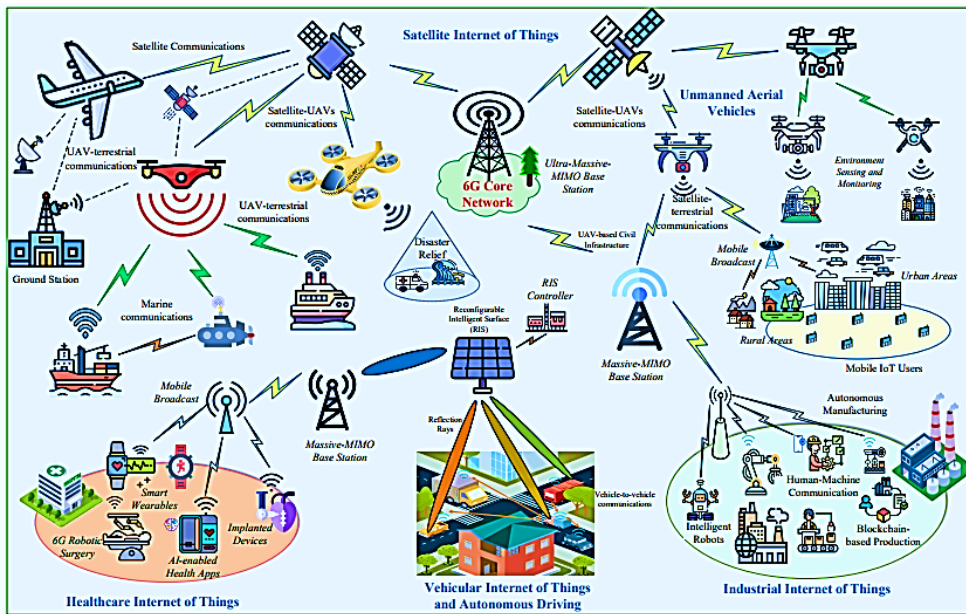 Satellite Internet of Things
Satellite Communications
Satellite-UAVs
communications
Satellite-UAVs
communications
Unmanned Aerial
Vehicles
UAV-terrestrial
communications
6G Core
Network
Ultra-Massive-
MIMO Base
Station
Environment
Sensing and
Monitoring
UAV-terrestrial
communications
Satellite-
terrestrial
communications
UAV-based Civil
Infrastructure
Ground Station
Disaster
Relief
Mobile
Broadcast
Urban Areas
Marine
communications
RIS
Controller
Reconfigurable
Intelligent Surface
(RIS)
Rural Areas
Massive-MIMO
Base Station
Mobile IoT Users
Mobile
Broadcast
Massive-MIMO
Base Station
Reflection
Rays
Autonomous
Manufacturing
Smart
Wearables
Implanted
Devices
6G Robotic
Surgery
AI-enabled
Health Apps
Vehicle-to-vehicle
communications
Human-Machine
Communication
Intelligent
Robots
Blockchain-
based Production
Healthcare Internet of Things
Vehicular Internet of Things
and Autonomous Driving
Industrial Internet of Things